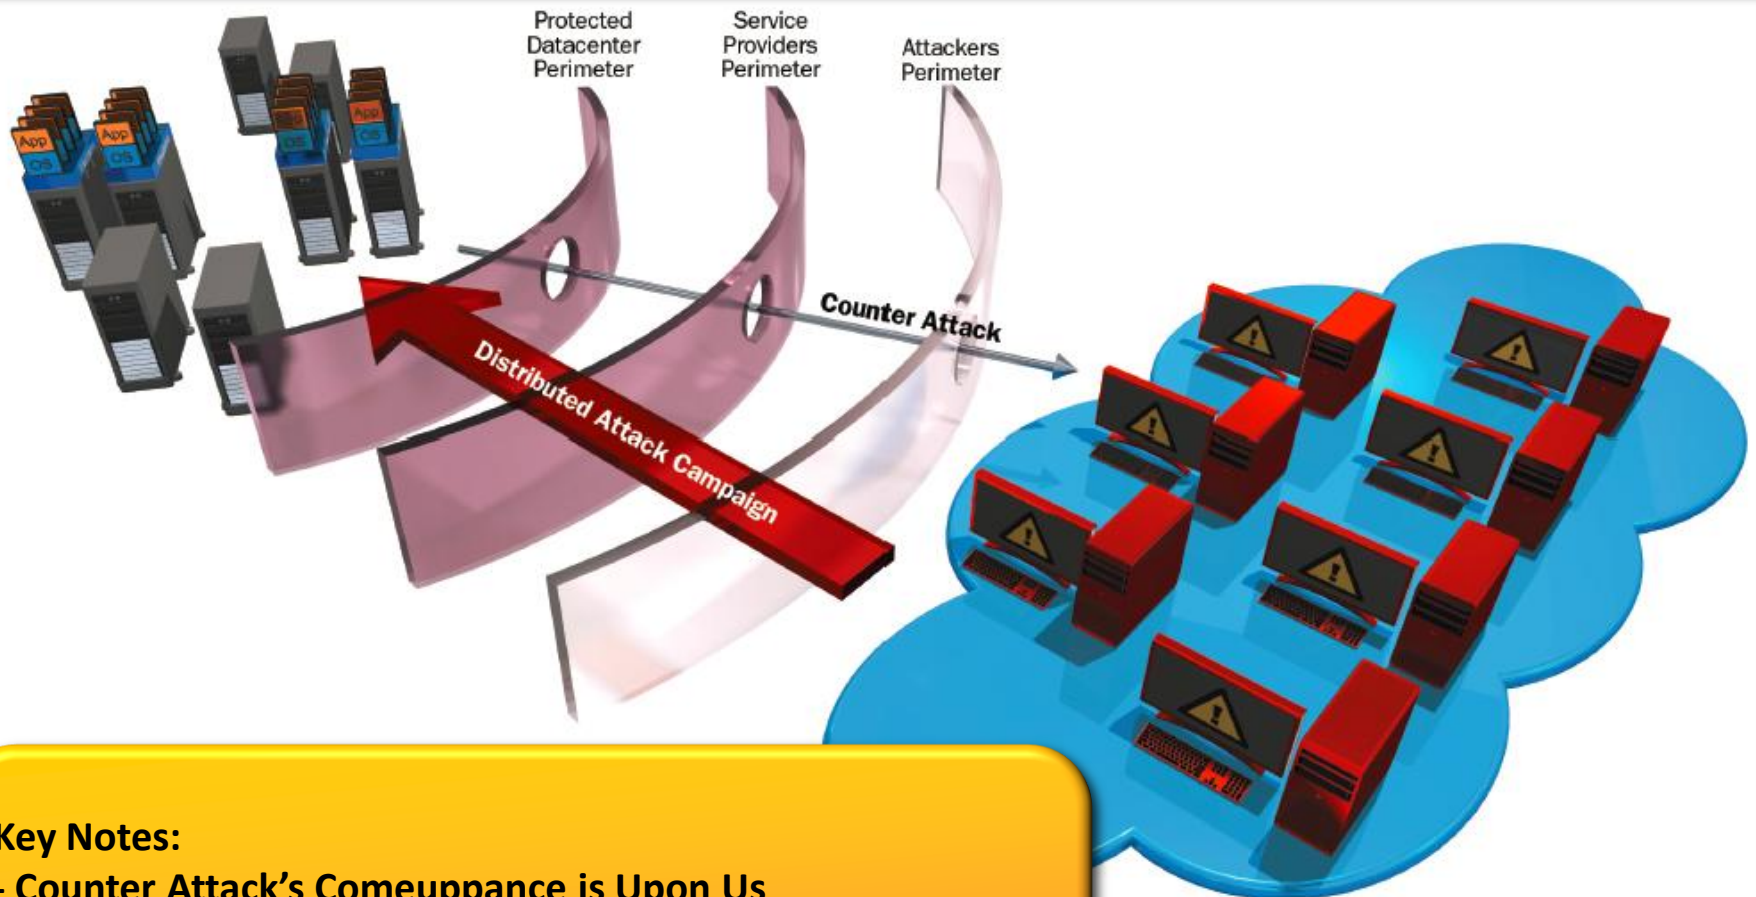 Protected
Datacenter
Perimeter
Service
Providers
Perimeter
Attackers
Perimeter
App
OS
App
OS
OS
App
OS
Counter Attack
Distributed Attack Campaign
Key Notes:
- Counter Attack's Comeuppance is Upon Us